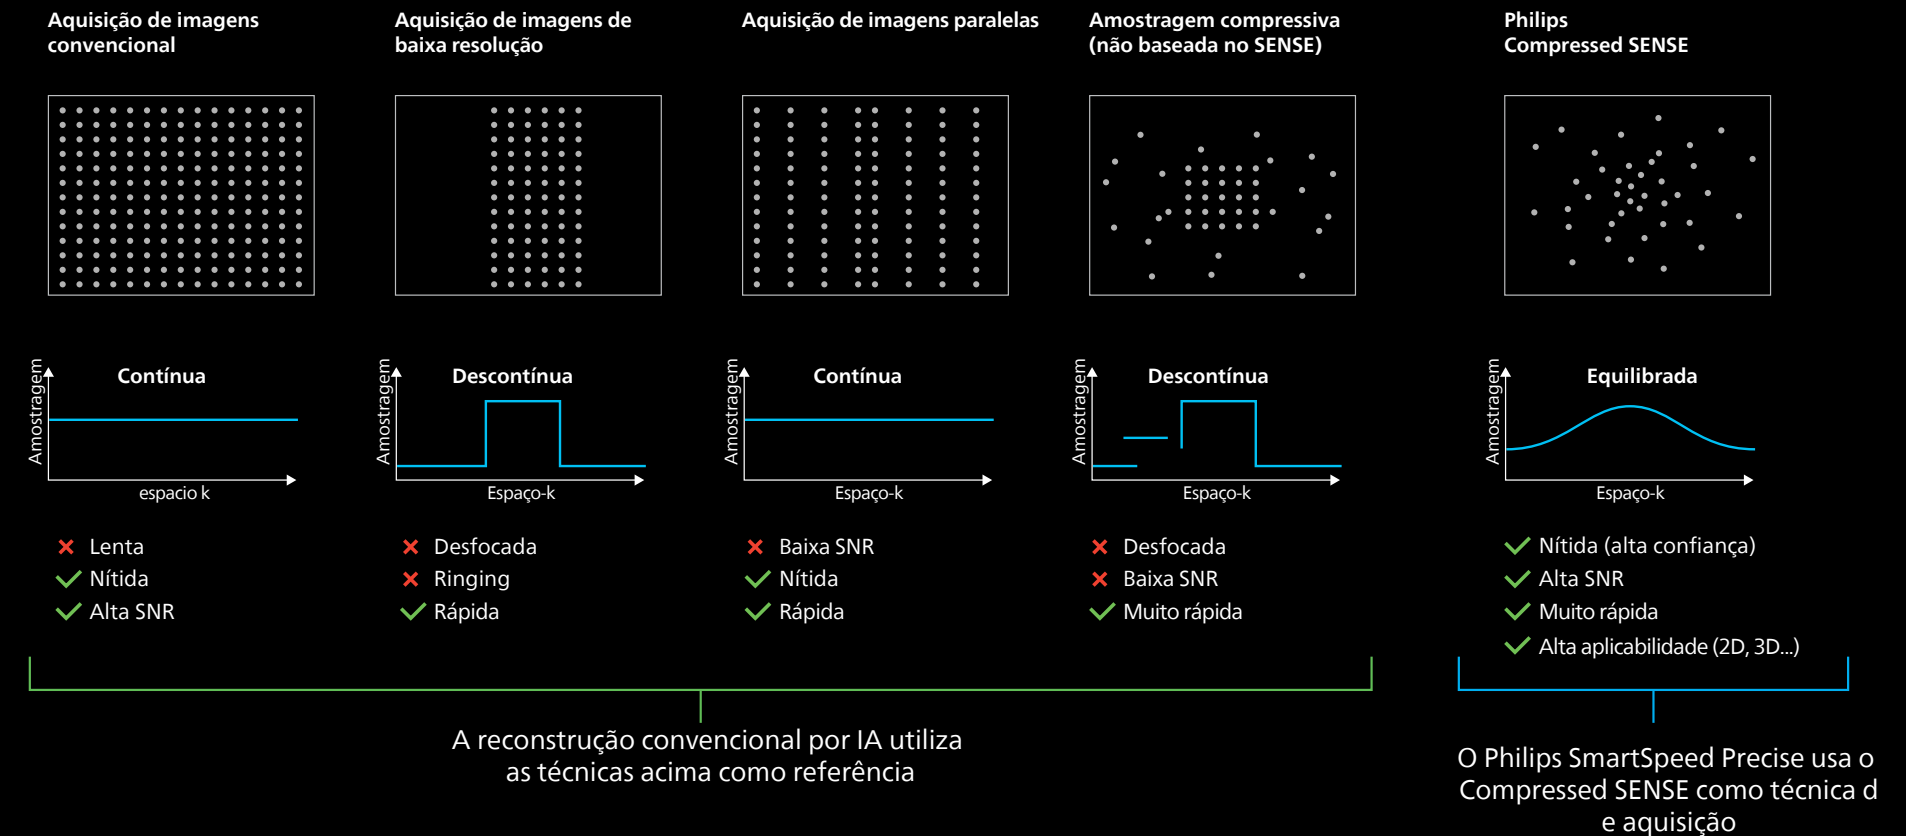 Aquisição de imagens
convencional
Aquisição de imagens de
baixa resolução
Aquisição de imagens paralelas
Amostragem compressiva
(não baseada no SENSE)
Philips
Compressed SENSE
Amostragem
Contínua
espacio k
Amostragem
Descontínua
Espaço-k
Amostragem
Contínua
Espaço-k
Amostragem
Descontínua
Espaço-k
Amostragem
Equilibrada
Espaço-k
Lenta
Nítida
Alta SNR
Desfocada
Ringing
Rápida
Baixa SNR
Nítida
Rápida
Desfocada
Baixa SNR
Muito rápida
Nítida (alta confiança)
Alta SNR
Muito rápida
Alta aplicabilidade (2D, 3D...)
A reconstrução convencional por IA utiliza
as técnicas acima como referência
O Philips SmartSpeed Precise usa o
Compressed SENSE como técnica d
e aquisição